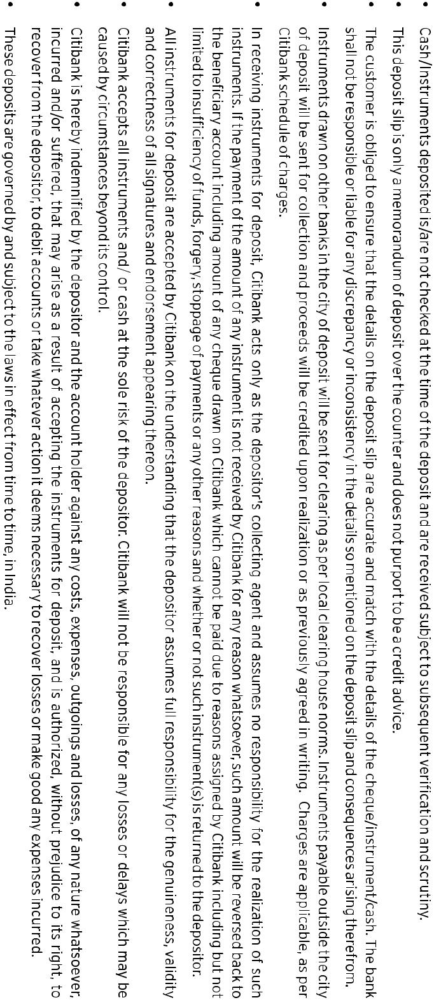 • Cash/Instruments deposited is/are not checked at the time of the deposit and are received subject to subsequent verification and scrutiny.
• This deposit slip is only a memorandum of deposit over the counter and does not purport to be a credit advice.
• The customer is obliged to ensure that the details on the deposit slip are accurate and match with the details of the cheque/instrument/cash. The bank
shall not be responsible or liable for any discrepancy or inconsistency in the details so mentioned on the deposit slip and consequences arising therefrom.
• Instruments drawn on other banks in the city of deposit will be sent for clearing as per local clearing house norms. Instruments payable outside the city
of deposit will be sent for collection and proceeds will be credited upon realization or as previously agreed in writing. Charges are applicable, as per
Citibank schedule of charges.
• In receiving instruments for deposit, Citibank acts only as the depositor's collecting agent and assumes no responsibility for the realization of such
instruments. If the payment of the amount of any instrument is not received by Citibank for any reason whatsoever, such amount will be reversed back to
the beneficiary account including amount of any cheque drawn on Citibank which cannot be paid due to reasons assigned by Citibank including but not
limited to insufficiency of funds, forgery, stoppage of payments or any other reasons and whether or not such instrument(s) is returned to the depositor.
• All instruments for deposit are accepted by Citibank on the understanding that the depositor assumes full responsibility for the genuineness, validity
and correctness of all signatures and endorsement appearing thereon.
• Citibank accepts all instruments and/ or cash at the sole risk of the depositor. Citibank will not be responsible for any losses or delays which may be
caused by circumstances beyond its control.
• Citibank is hereby indemnified by the depositor and the account holder against any costs, expenses, outgoings and losses, of any nature whatsoever,
incurred and/or suffered, that may arise as a result of accepting the instruments for deposit, and is authorized, without prejudice to its right, to
recover from the depositor, to debit accounts or take whatever action it deems necessary to recover losses or make good any expenses incurred.
• These deposits are governed by and subject to the laws in effect from time to time, in India.